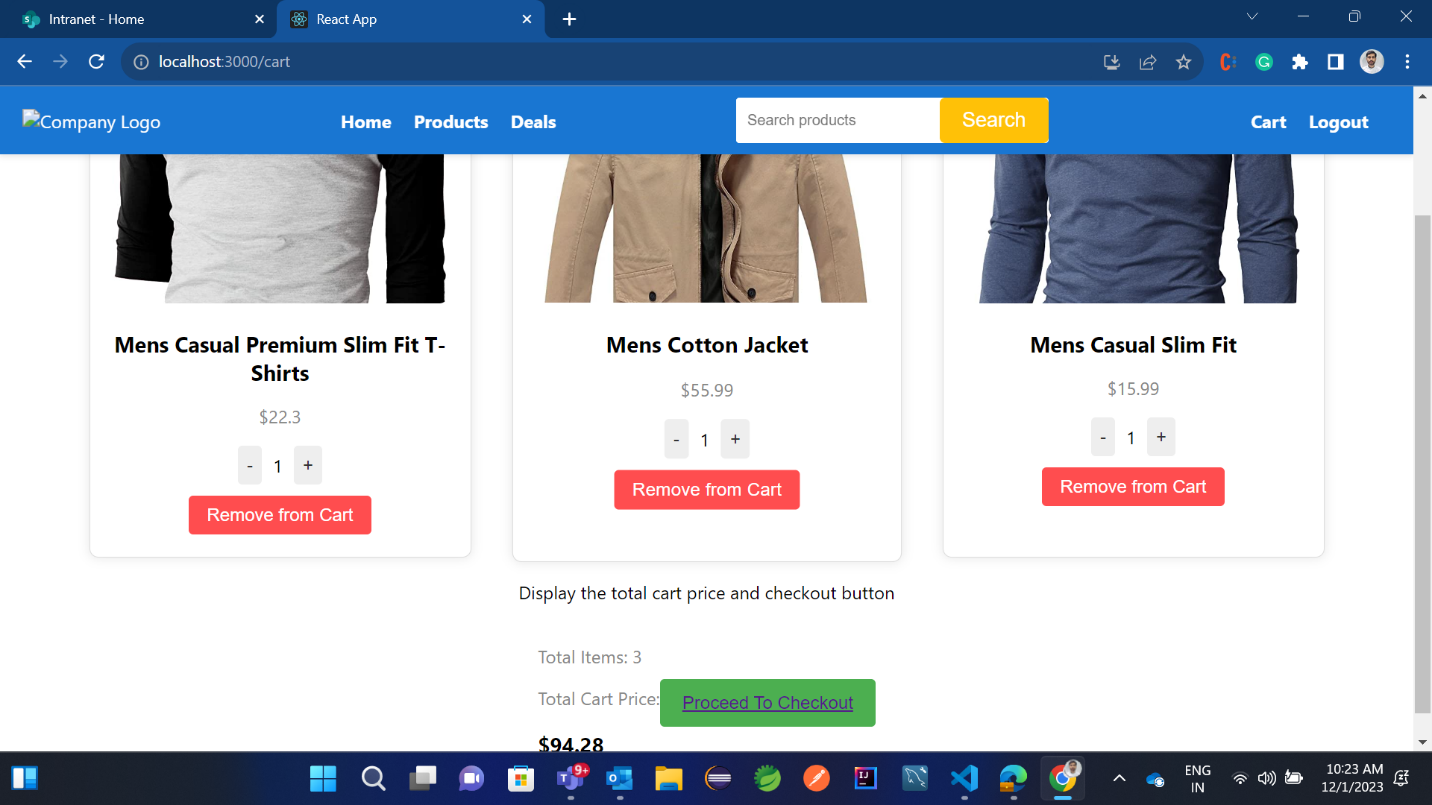 Intranet - Home
React App
localhost:3000/cart
Company Logo
Home
Products
Deals
Search products
Search
Cart
Logout
Mens Casual Premium Slim Fit T-
Shirts
$22.3
- 1 +
Remove from Cart
Mens Cotton Jacket
$55.99
- 1 +
Remove from Cart
Mens Casual Slim Fit
$15.99
- 1 +
Remove from Cart
Display the total cart price and checkout button
Total Items: 3
Total Cart Price:
Proceed To Checkout
$94.28
9+
ENG
IN
10:23 AM
12/1/2023